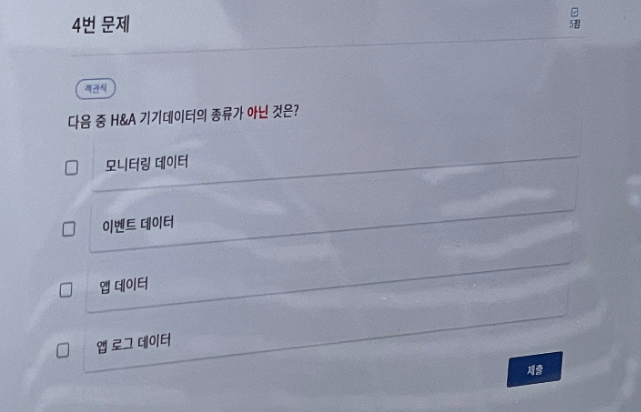 4번 문제
5점
객관식
다음 중 H&A 기기데이터의 종류가 아닌 것은?
모니터링 데이터
이벤트 데이터
앱 데이터
앱 로그 데이터
제출